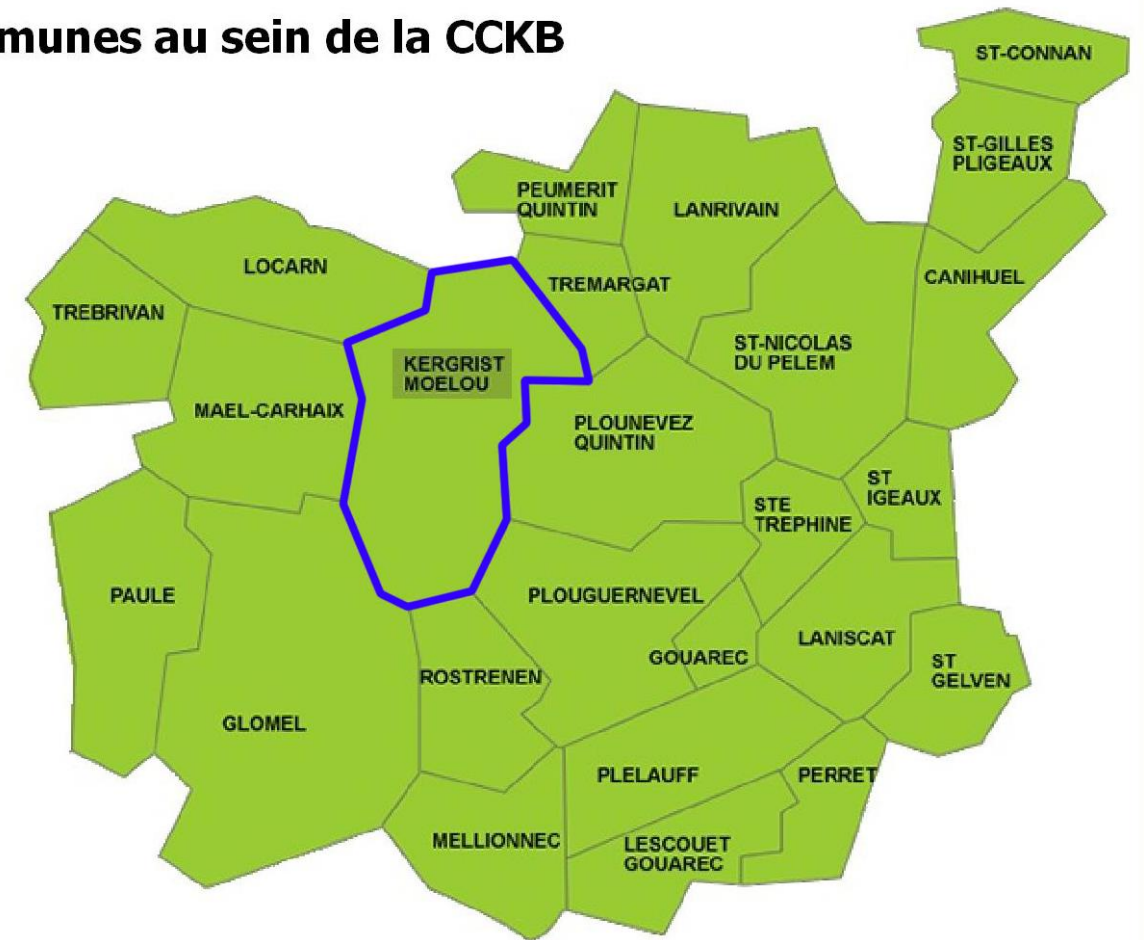 munes au sein de la CCKB
ST-CONNAN
ST-GILLES
PLIGEAUX
PEUMERIT
QUINTIN
LANRIVAIN
LOCARN
TREMARGAT
CANIHUEL
TREBRIVAN
ST-NICOLAS
DU PELEM
KERGRIST
MOELOU
MAEL-CARHAIX
PLOUNEVEZ
QUINTIN
ST
IGEAUX
STE
TREPHINE
PAULE
PLOUGUERNEVEL
LANISCAT
GOUAREC
ST
GELVEN
ROSTRENEN
GLOMEL
PLELAUFF
PERRET
MELLIONNEC
LESCOUET
GOUAREC